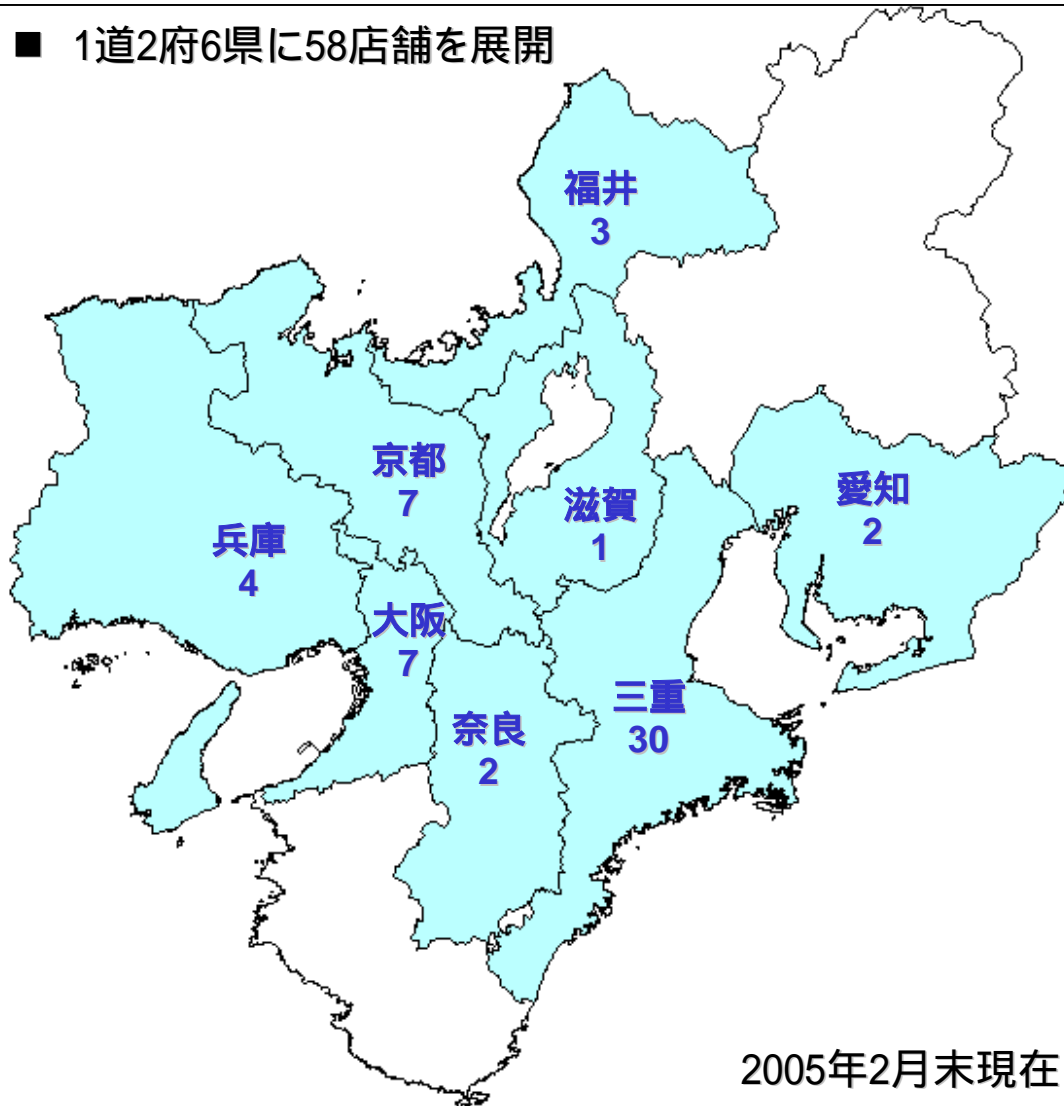 ■ 1道2府6県に58店舗を展開
福井
3
京都
7
滋賀
1
愛知
2
兵庫
4
大阪
7
三重
30
奈良
2
2005年2月末現在